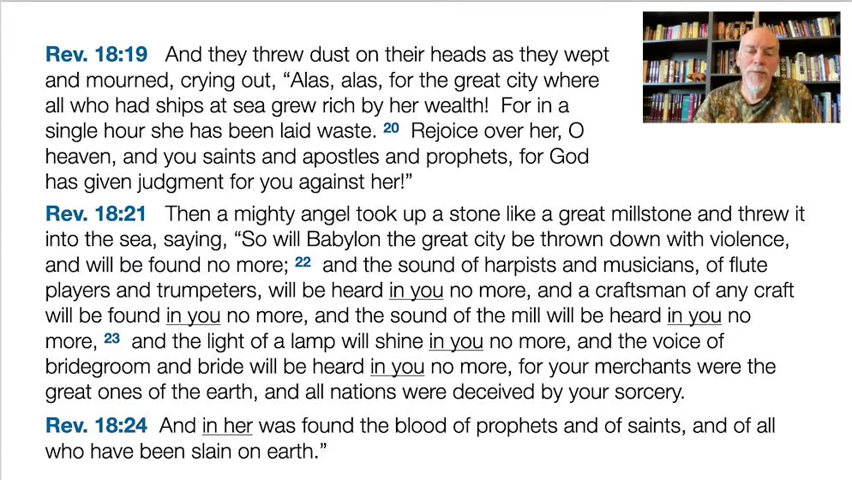 Rev. 18:19 And they threw dust on their heads as they wept
and mourned, crying out, “Alas, alas, for the great city where
all who had ships at sea grew rich by her wealth! For in a
single hour she has been laid waste. 20 Rejoice over her, O
heaven, and you saints and apostles and prophets, for God
has given judgment for you against her!”
Rev. 18:21 Then a mighty angel took up a stone like a great millstone and threw it
into the sea, saying, “So will Babylon the great city be thrown down with violence,
and will be found no more; 22 and the sound of harpists and musicians, of flute
players and trumpeters, will be heard in you no more, and a craftsman of any craft
will be found in you no more, and the sound of the mill will be heard in you no
more, 23 and the light of a lamp will shine in you no more, and the voice of
bridegroom and bride will be heard in you no more, for your merchants were the
great ones of the earth, and all nations were deceived by your sorcery.
Rev. 18:24 And in her was found the blood of prophets and of saints, and of all
who have been slain on earth.”